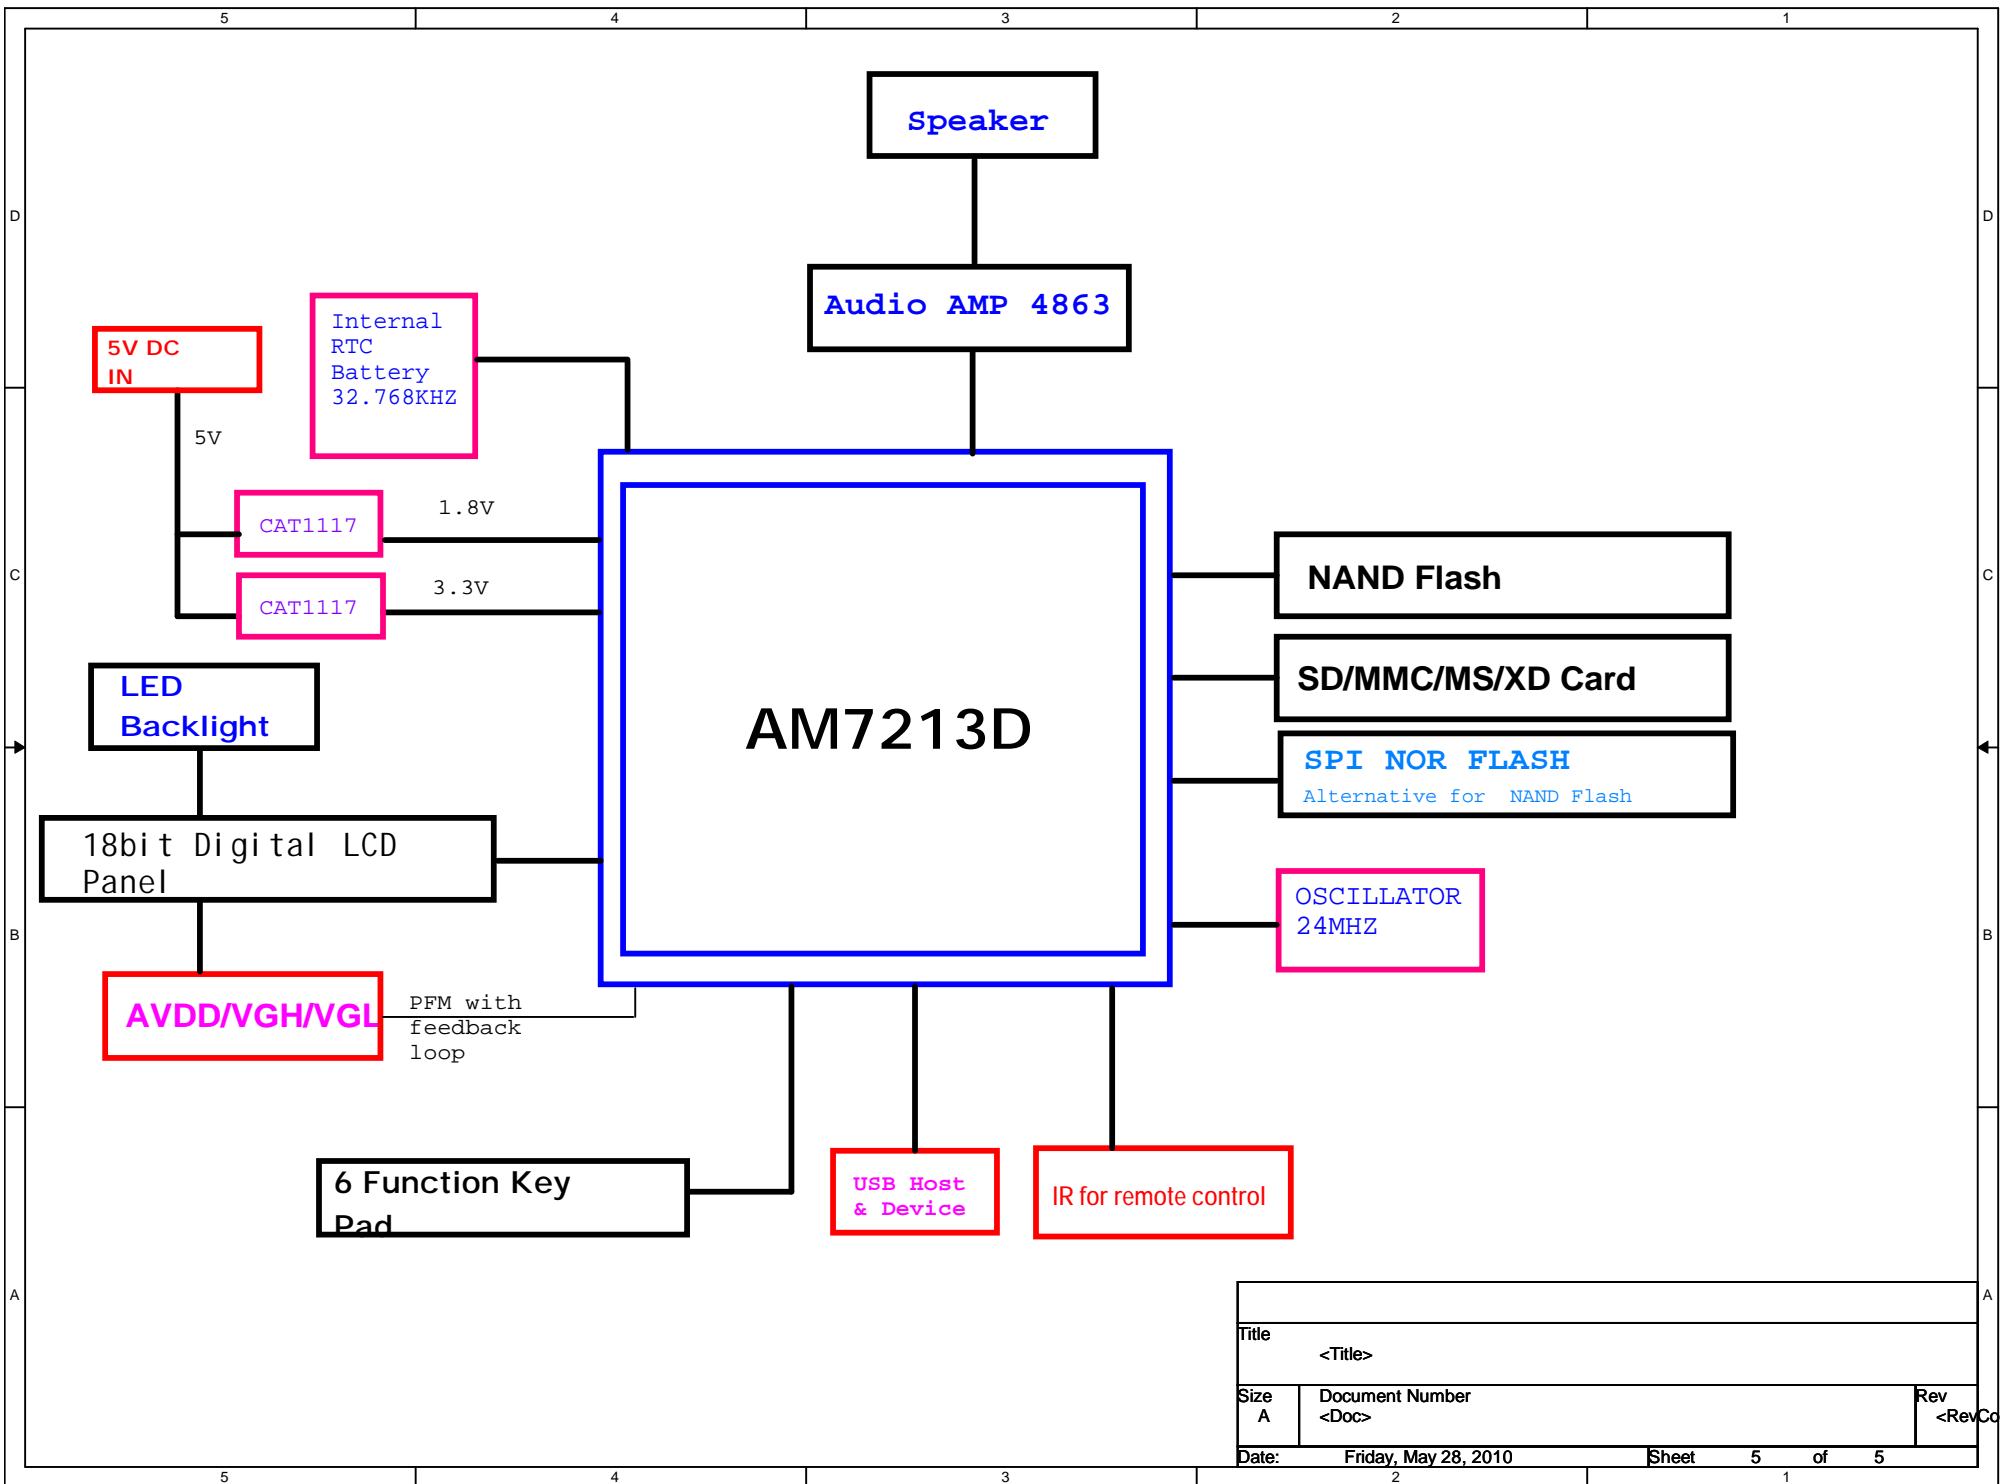 5 4 3 2 1
Speaker
D D
Audio AMP 4863
Internal
RTC
Battery
32.768KHZ
5V DC
IN
5V
1.8V
CAT1117
3.3V
CAT1117
C C
NAND Flash
SD/MMC/MS/XD Card
LED
Backlight
AM7213D
SPI NOR FLASH
Alternative for NAND Flash
18bit Digital LCD
Panel
OSCILLATOR
24MHZ
B B
AVDD/VGH/VGL
PFM with
feedback
loop
6 Function Key
Pad
USB Host
& Device
IR for remote control
A A
Title
<Title>
Size Document Number Rev
A <Doc> <RevCo
Date: Friday, May 28, 2010 Sheet 5 of 5
5 4 3 2 1